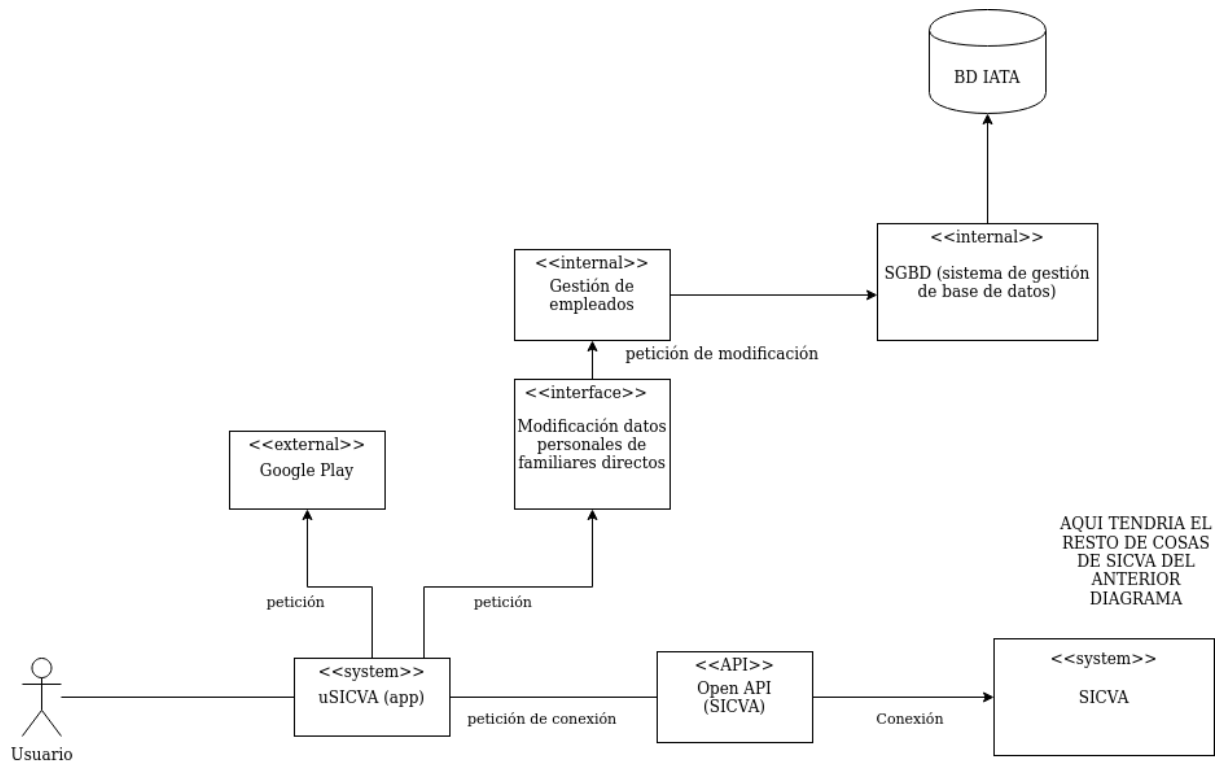 BD IATA
<<internal>>
SGBD (sistema de gestión
de base de datos)
<<internal>>
Gestión de
empleados
petición de modificación
<<interface>>
Modificación datos
personales de
familiares directos
<<external>>
Google Play
AQUI TENDRIA EL
RESTO DE COSAS
DE SICVA DEL
ANTERIOR
DIAGRAMA
petición
petición
<<system>>
uSICVA (app)
<<API>>
Open API
(SICVA)
<<system>>
SICVA
petición de conexión
Conexión
Usuario